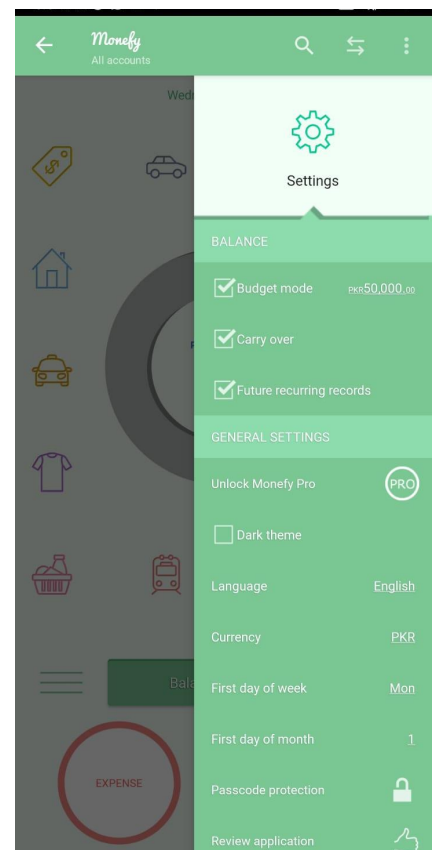 Monefy
All accounts
Settings
BALANCE
Budget mode PKR50,000.00
Carry over
Future recurring records
GENERAL SETTINGS
Unlock Monefy Pro PRO
Dark theme
Language English
Currency PKR
First day of week Mon
First day of month 1
Passcode protection
Review application
Wedn
Bala
EXPENSE